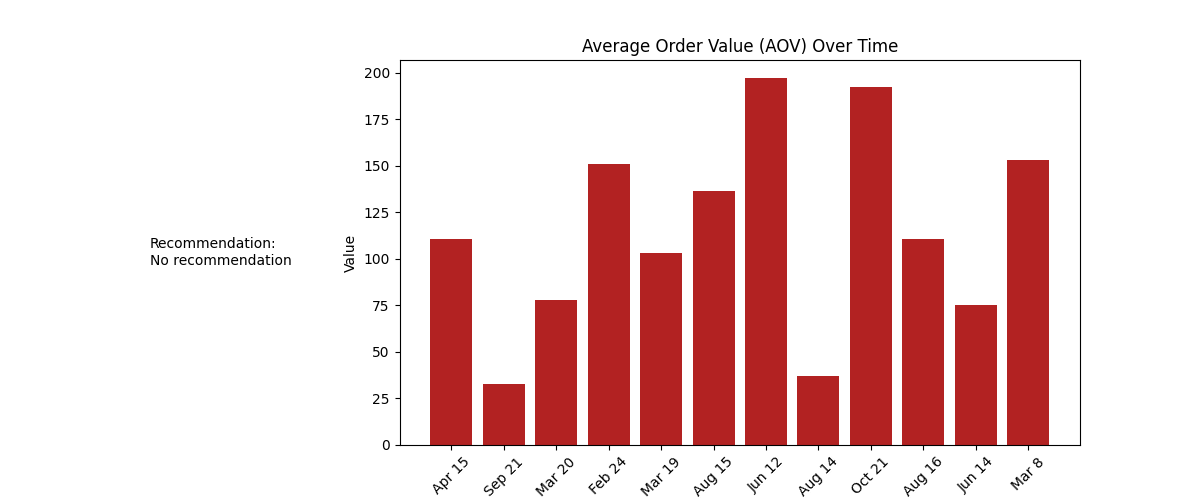 Average Order Value (AOV) Over Time
Recommendation:
No recommendation
Value
200
175
150
125
100
75
50
25
0
Apr 15
Sep 21
Mar 20
Feb 24
Mar 19
Aug 15
Jun 12
Aug 14
Oct 21
Aug 16
Jun 14
Mar 8